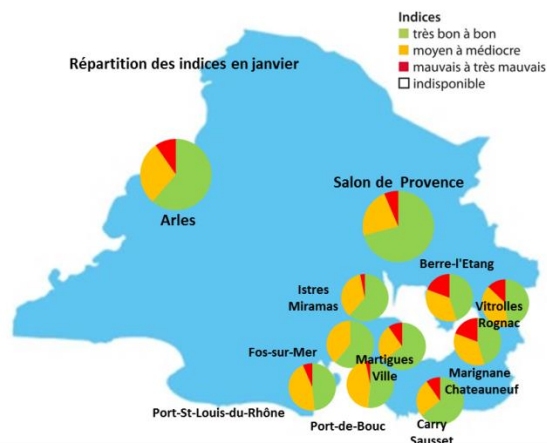 Indices
très bon à bon
moyen à médiocre
mauvais à très mauvais
indisponible
Répartition des indices en janvier
Arles
Salon de Provence
Berre-l'Etang
Istres
Miramas
Vitrolles
Rognac
Fos-sur-Mer
Martigues
Ville
Marignane
Chateauneuf
Port-St-Louis-du-Rhône
Port-de-Bouc
Carry
Sausset